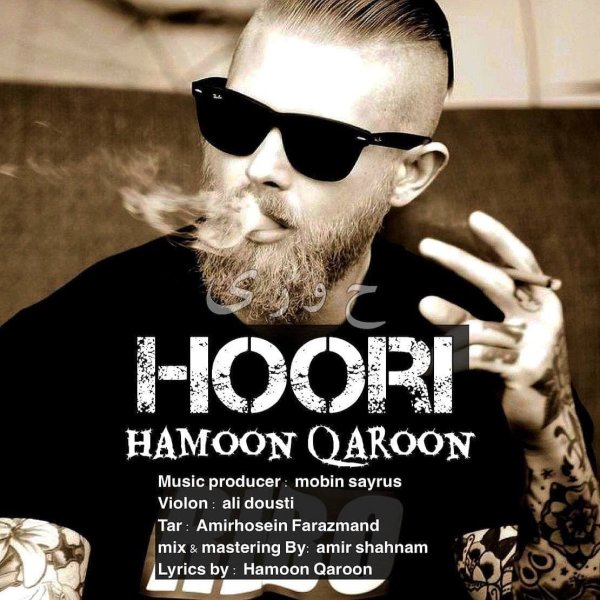 حوری
HOORI
HAMOON QAROON
Music producer : mobin sayrus
Violon : ali dousti
Tar : Amirhosein Farazmand
mix & mastering By: amir shahnam
Lyrics by : Hamoon Qaroon